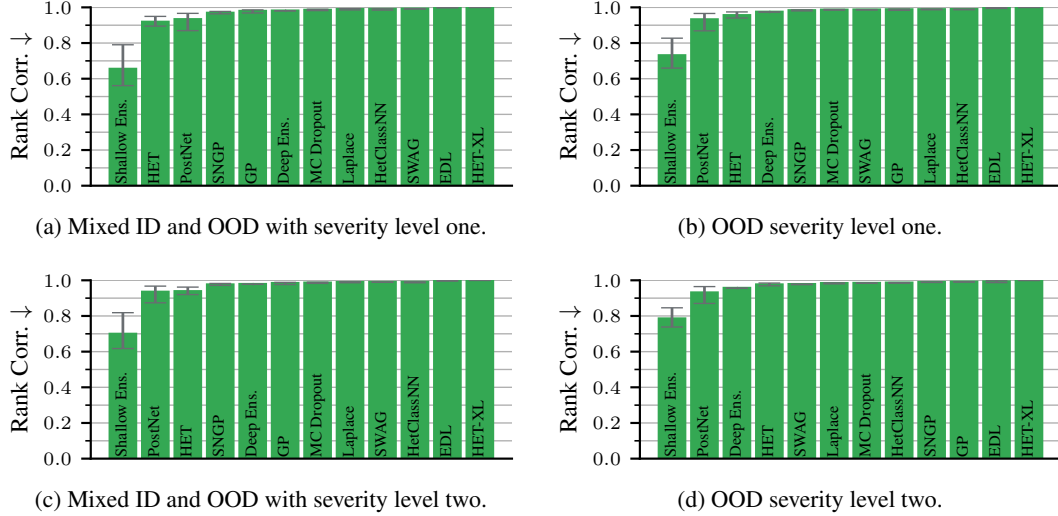 1.0
0.8
0.6
0.4
0.2
0.0
Rank Corr. ↓
Shallow Ens.
HET
PostNet
SNGP
GP
Deep Ens.
MC Dropout
Laplace
HetClassNN
SWAG
EDL
HET-XL
(a) Mixed ID and OOD with severity level one.
1.0
0.8
0.6
0.4
0.2
0.0
Rank Corr. ↓
Shallow Ens.
PostNet
HET
Deep Ens.
SNGP
MC Dropout
SWAG
GP
Laplace
HetClassNN
EDL
HET-XL
(b) OOD severity level one.
1.0
0.8
0.6
0.4
0.2
0.0
Rank Corr. ↓
Shallow Ens.
PostNet
HET
SNGP
Deep Ens.
GP
MC Dropout
Laplace
SWAG
HetClassNN
EDL
HET-XL
(c) Mixed ID and OOD with severity level two.
1.0
0.8
0.6
0.4
0.2
0.0
Rank Corr. ↓
Shallow Ens.
PostNet
Deep Ens.
HET
SWAG
Laplace
MC Dropout
HetClassNN
SNGP
GP
EDL
HET-XL
(d) OOD severity level two.